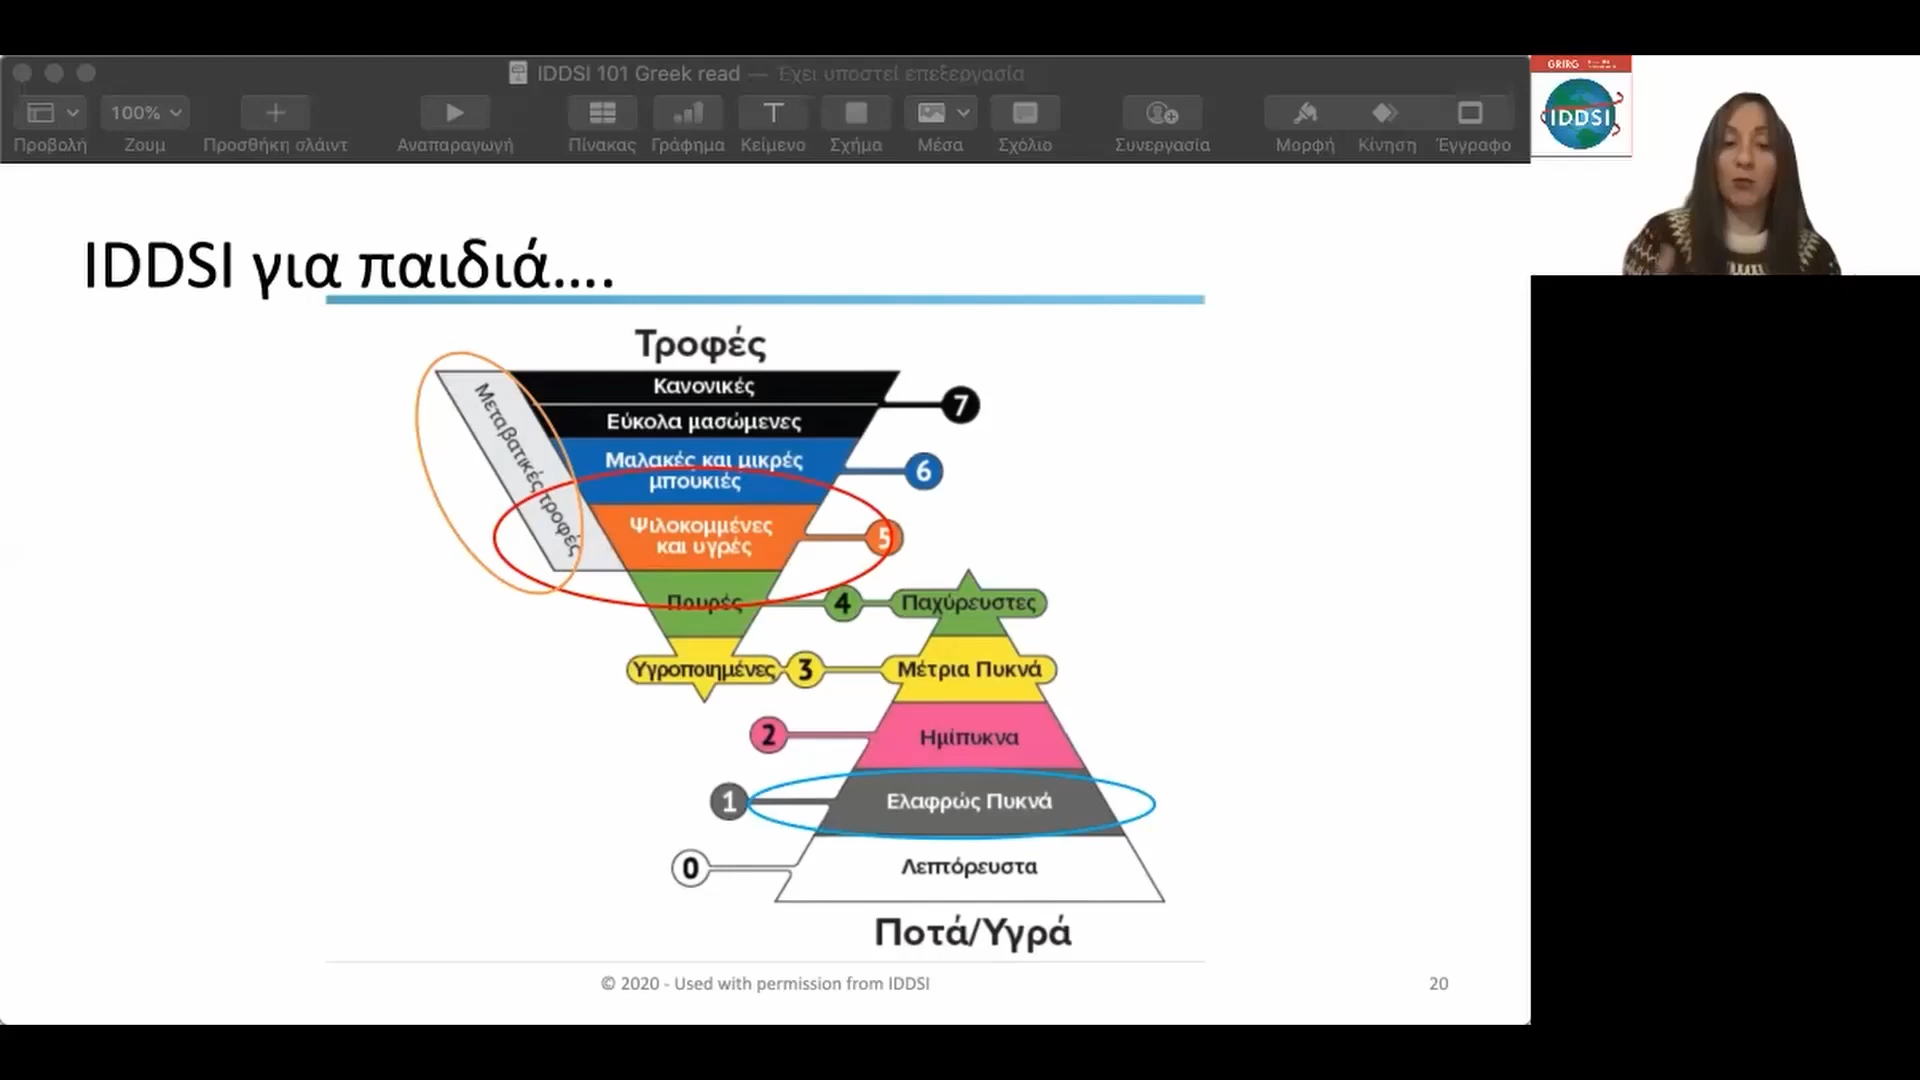 IDDSI 101 Greek read — Έχει υποστεί επεξεργασία
100%
Προβολή Ζουμ Προσθήκη σλάιντ Αναπαραγωγή Πίνακας Γράφημα Κείμενο Σχήμα Μέσα Σχόλιο Συνεργασία Μορφή Κίνηση Έγγραφο
GRIRG
IDDSI
IDDSI για παιδιά....
Τροφές
Μεταβατικές τροφές
Κανονικές
7
Εύκολα μασώμενες
Μαλακές και μικρές
μπουκιές
6
Ψιλοκομμένες
και υγρές
5
Πουρές
4
Παχύρευστες
Υγροποιημένες
3
Μέτρια Πυκνά
2
Ημίπυκνα
1
Ελαφρώς Πυκνά
0
Λεπτόρευστα
Ποτά/Υγρά
© 2020 - Used with permission from IDDSI
20